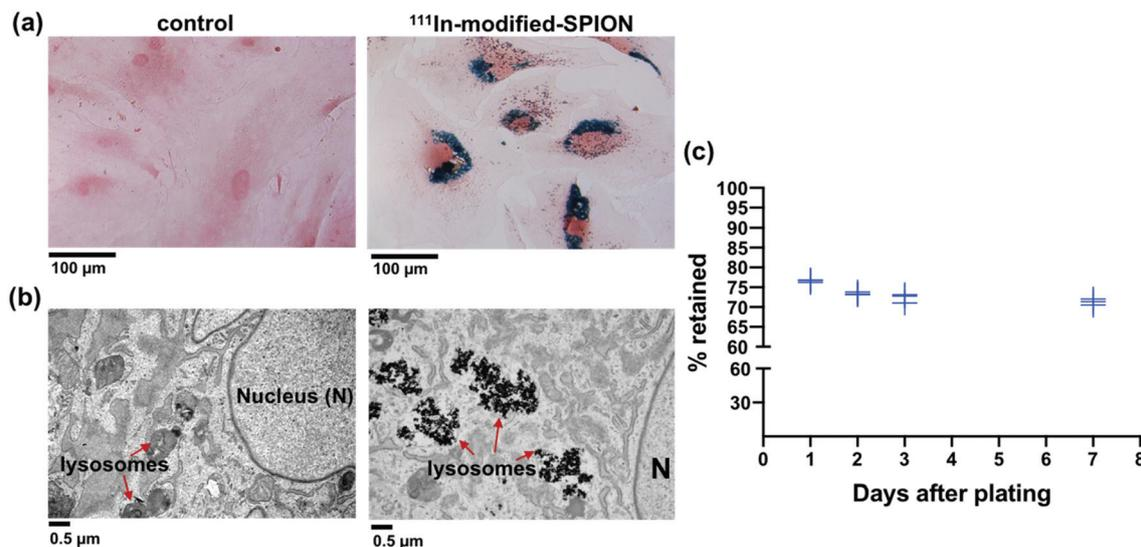 (a)
control
¹¹¹In-modified-SPION
100 µm
100 µm
(b)
Nucleus (N)
lysosomes
0.5 µm
lysosomes
N
0.5 µm
(c)
% retained
100
95
90
85
80
75
70
65
60
60
30
0 1 2 3 4 5 6 7 8
Days after plating